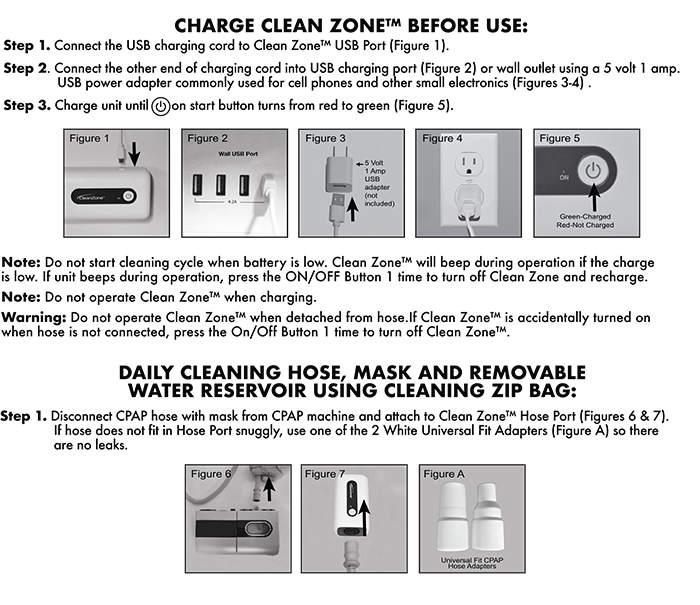 CHARGE CLEAN ZONE™ BEFORE USE:
Step 1. Connect the USB charging cord to Clean Zone™ USB Port (Figure 1).
Step 2. Connect the other end of charging cord into USB charging port (Figure 2) or wall outlet using a 5 volt 1 amp.
USB power adapter commonly used for cell phones and other small electronics (Figures 3-4) .
Step 3. Charge unit until on start button turns from red to green (Figure 5).
Figure 1
CleanZone™
Figure 2
Wall USB Port
4.2A
Figure 3
5 Volt
1 Amp
USB
adapter
(not
included)
Figure 4
Figure 5
ON
Green-Charged
Red-Not Charged
Note: Do not start cleaning cycle when battery is low. Clean Zone™ will beep during operation if the charge
is low. If unit beeps during operation, press the ON/OFF Button 1 time to turn off Clean Zone and recharge.
Note: Do not operate Clean Zone™ when charging.
Warning: Do not operate Clean Zone™ when detached from hose.If Clean Zone™ is accidentally turned on
when hose is not connected, press the On/Off Button 1 time to turn off Clean Zone™.
DAILY CLEANING HOSE, MASK AND REMOVABLE
WATER RESERVOIR USING CLEANING ZIP BAG:
Step 1. Disconnect CPAP hose with mask from CPAP machine and attach to Clean Zone™ Hose Port (Figures 6 & 7).
If hose does not fit in Hose Port snuggly, use one of the 2 White Universal Fit Adapters (Figure A) so there
are no leaks.
Figure 6
Figure 7
Figure A
Universal Fit CPAP
Hose Adapters